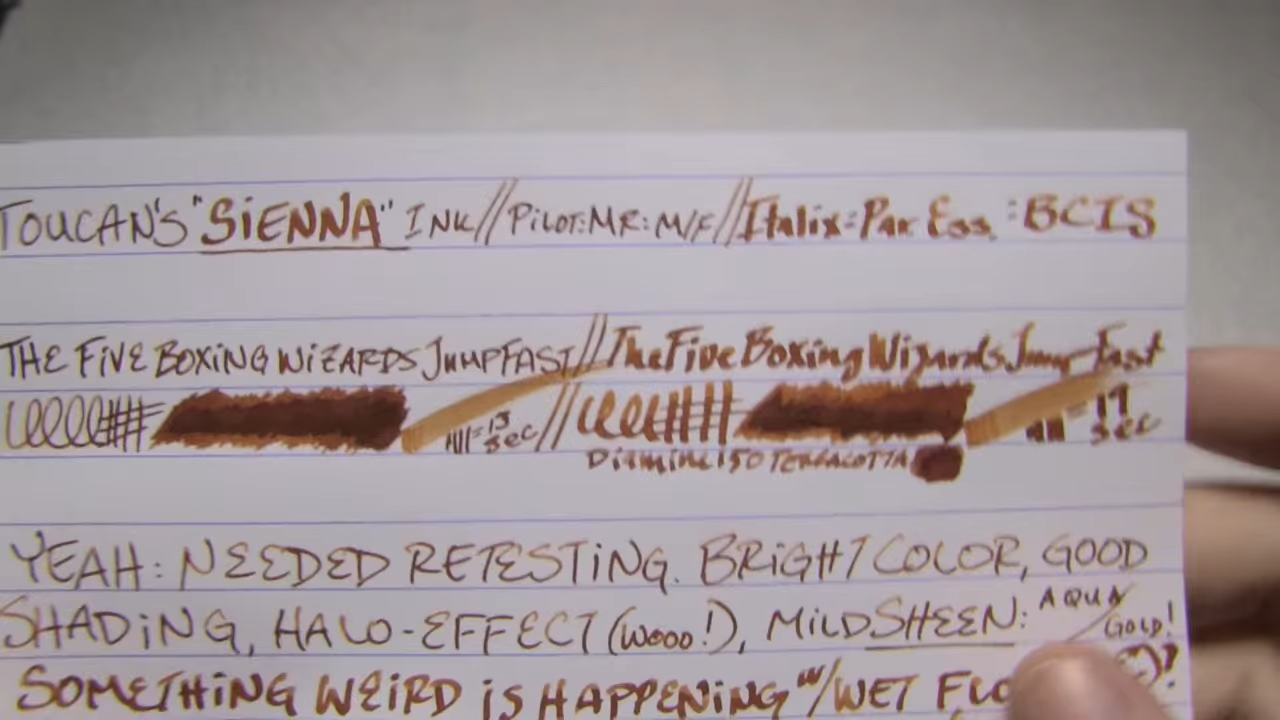 TOUCAN'S "SIENNA" INK // PILOT:MR:M/F // Italix: Par Ess. : BCIS
THE FIVE BOXING WIZARDS JUMP FAST // The Five Boxing Wizards Jump Fast
= 13 sec // = 17 sec
Diamine 150 TERRACOTTA
YEAH: NEEDED RETESTING. BRIGHT COLOR, GOOD
SHADING, HALO-EFFECT (WOOO!), MILD SHEEN: AQUA/GOLD!
SOMETHING WEIRD IS HAPPENING W/WET